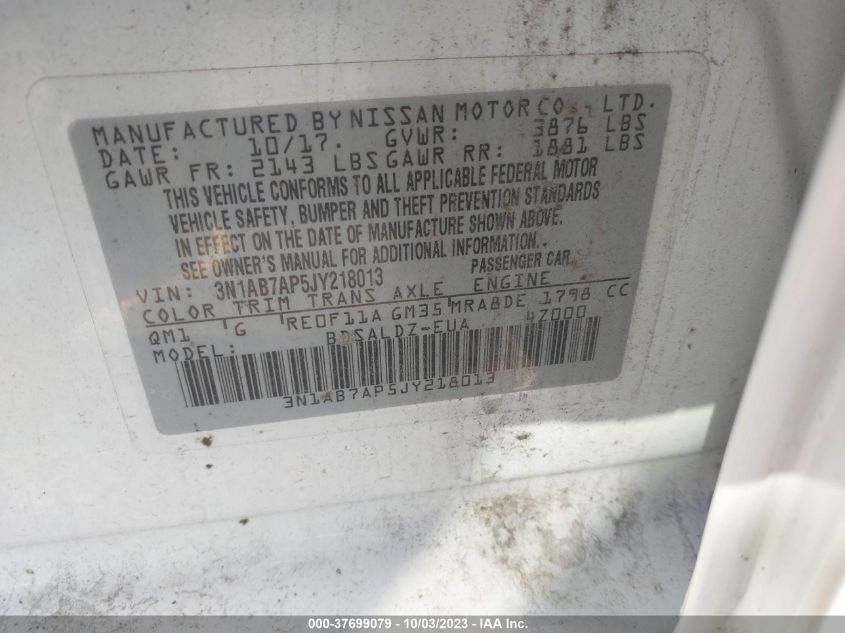 MANUFACTURED BY NISSAN MOTOR CO., LTD.
DATE: 10/17. GVWR: 3876 LBS
GAWR FR: 2143 LBS GAWR RR: 1881 LBS
THIS VEHICLE CONFORMS TO ALL APPLICABLE FEDERAL MOTOR
VEHICLE SAFETY, BUMPER AND THEFT PREVENTION STANDARDS
IN EFFECT ON THE DATE OF MANUFACTURE SHOWN ABOVE.
SEE OWNER'S MANUAL FOR ADDITIONAL INFORMATION.
VIN: 3N1AB7AP5JY218013 PASSENGER CAR
COLOR TRIM TRANS AXLE ENGINE
QM1 G RE0F11A GM35 MRA8DE 1798 CC
MODEL: BDSALDZ-EUA 4Z000
3N1AB7AP5JY218013
000-37699079 - 10/03/2023 - IAA Inc.